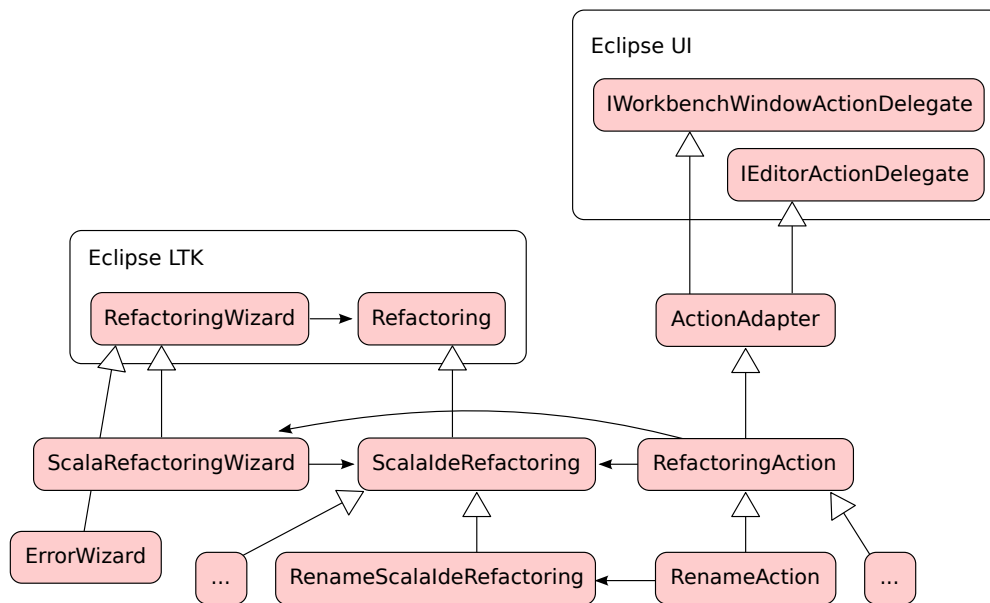 Eclipse UI
IWorkbenchWindowActionDelegate
IEditorActionDelegate
Eclipse LTK
RefactoringWizard
Refactoring
ActionAdapter
ScalaRefactoringWizard
ScalaIdeRefactoring
RefactoringAction
ErrorWizard
...
RenameScalaIdeRefactoring
RenameAction
...